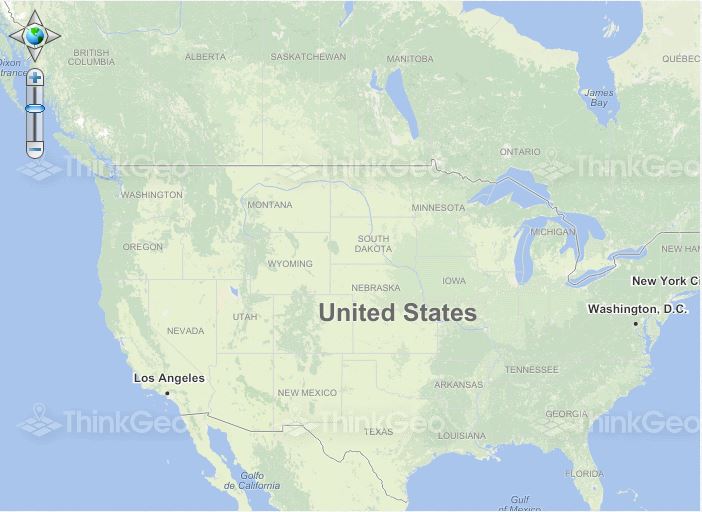 BRITISH
COLUMBIA
ALBERTA
SASKATCHEWAN
MANITOBA
QUÉBEC
Dixon
ntrance
James
Bay
ONTARIO
ThinkGeo
ThinkGeo
ThinkGeo
WASHINGTON
MONTANA
MINNESOTA
MICHIGAN
OREGON
SOUTH
DAKOTA
NEW HAM
WYOMING
IOWA
NEBRASKA
New York Ci
UTAH
United States
Washington, D.C.
NEVADA
TENNESSEE
Los Angeles
ARKANSAS
NEW MEXICO
GEORGIA
ThinkGeo
ThinkGeo
ThinkGeo
TEXAS
LOUISIANA
FLORIDA
Golfo
de California
Gulf
of Mexico